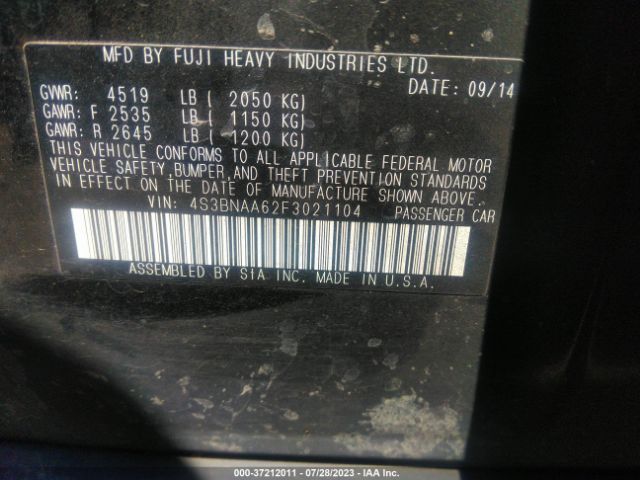 MFD BY FUJI HEAVY INDUSTRIES LTD.
DATE: 09/14
GVWR: 4519 LB ( 2050 KG)
GAWR: F 2535 LB ( 1150 KG)
GAWR: R 2645 LB ( 1200 KG)
THIS VEHICLE CONFORMS TO ALL APPLICABLE FEDERAL MOTOR
VEHICLE SAFETY, BUMPER, AND THEFT PREVENTION STANDARDS
IN EFFECT ON THE DATE OF MANUFACTURE SHOWN ABOVE.
VIN: 4S3BNAA62F3021104 PASSENGER CAR
ASSEMBLED BY SIA INC. MADE IN U.S.A.
000-37212011 - 07/28/2023 - IAA Inc.